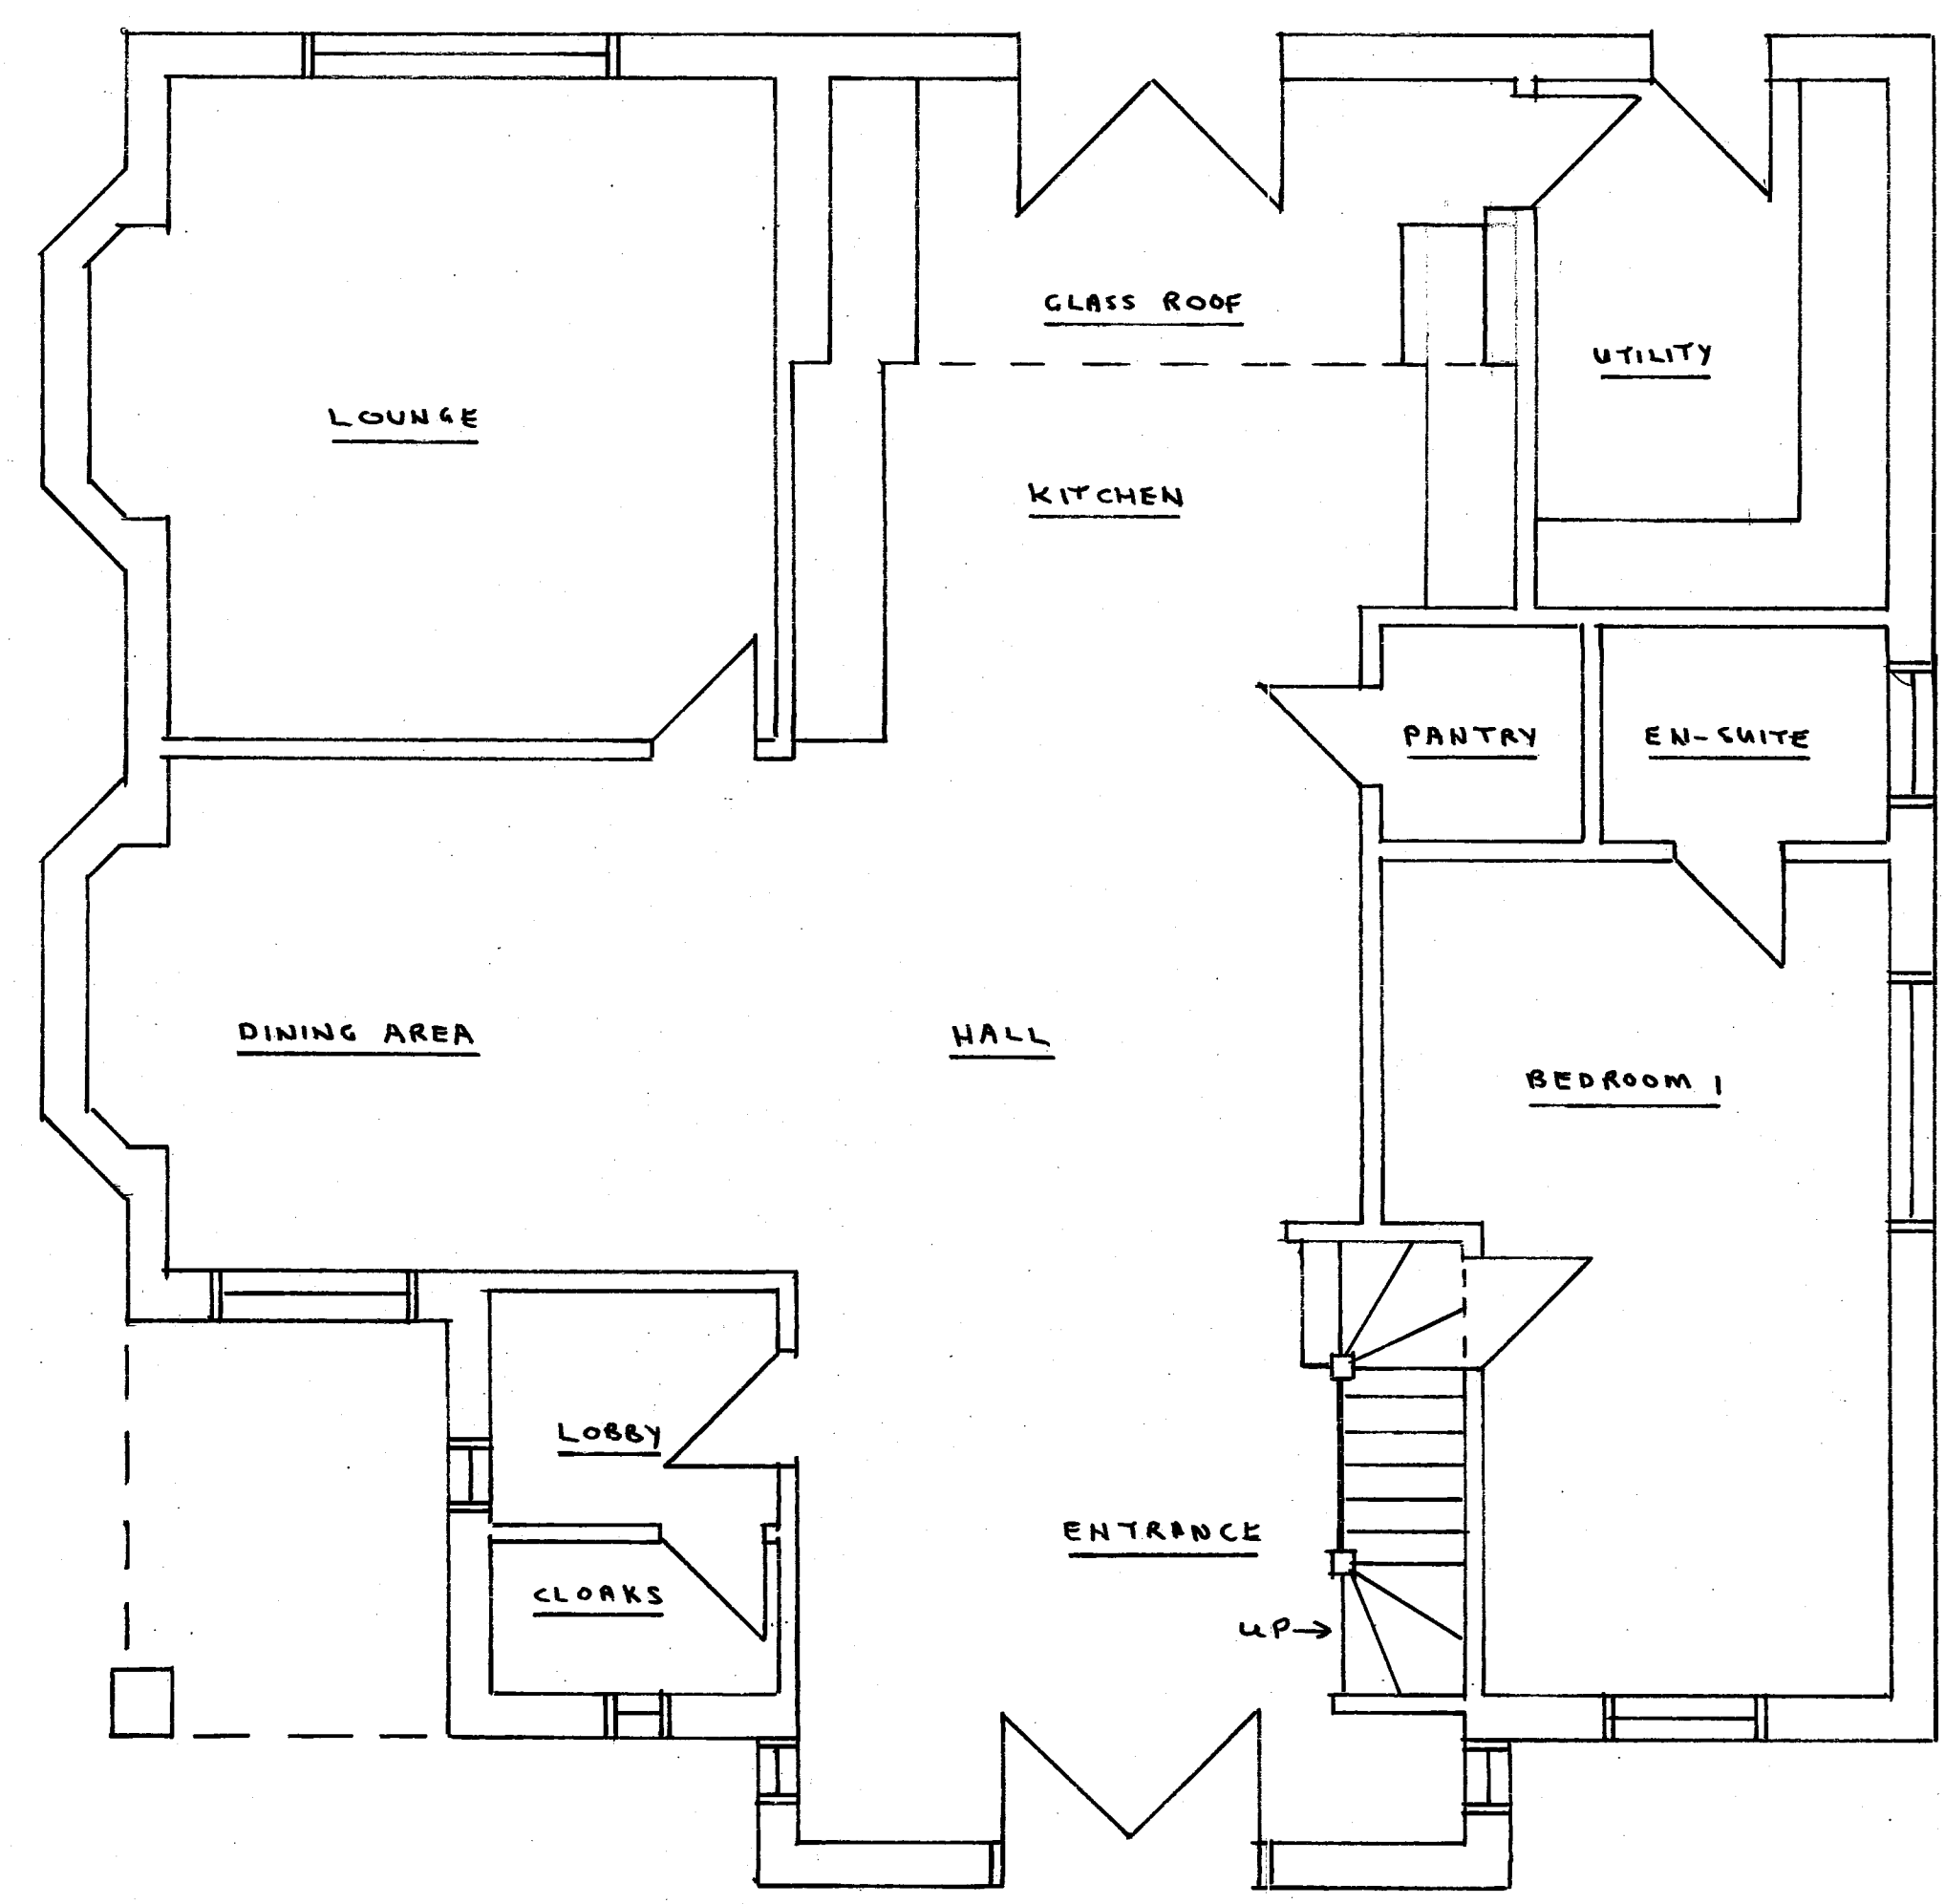 GLASS ROOF
UTILITY
LOUNGE
KITCHEN
PANTRY
EN-SUITE
DINING AREA
HALL
BEDROOM 1
LOBBY
ENTRANCE
CLOAKS
UP→